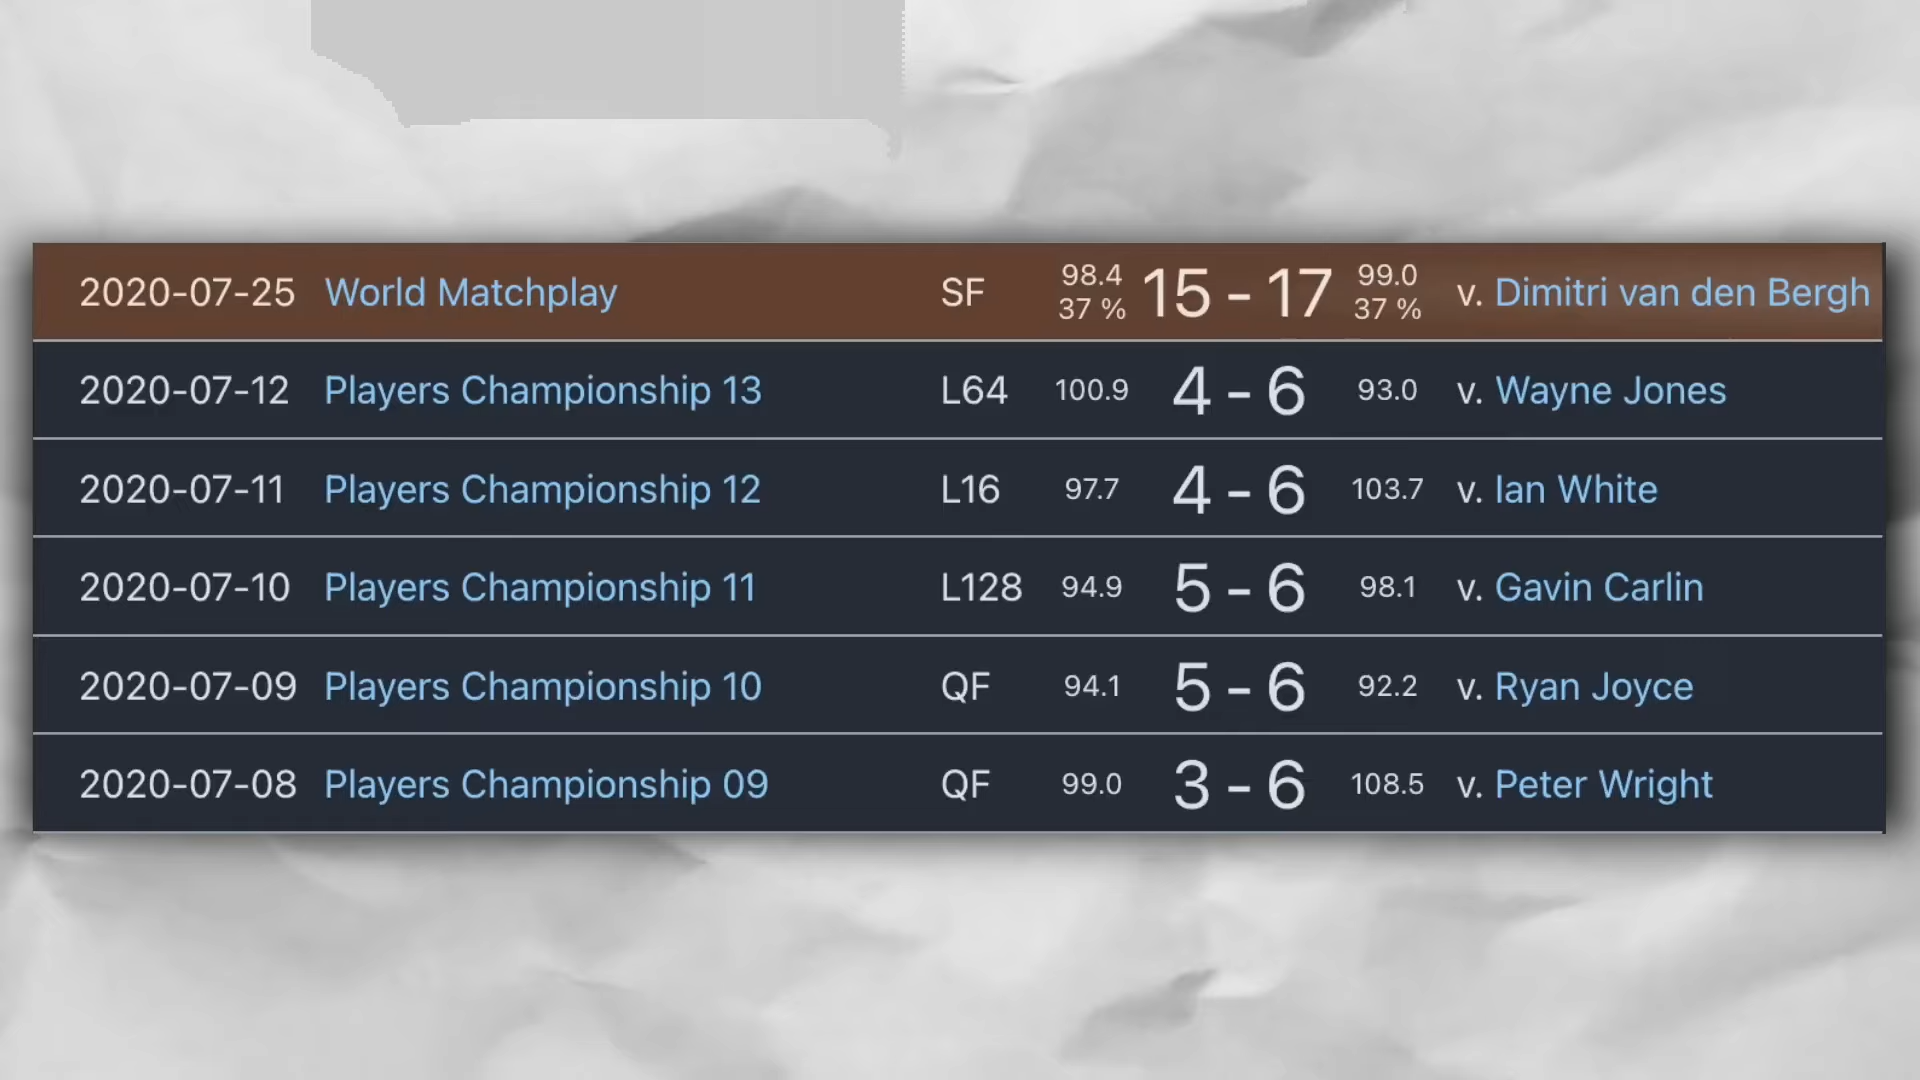 2020-07-25 World Matchplay SF 98.4 37 % 15 - 17 99.0 37 % v. Dimitri van den Bergh
2020-07-12 Players Championship 13 L64 100.9 4 - 6 93.0 v. Wayne Jones
2020-07-11 Players Championship 12 L16 97.7 4 - 6 103.7 v. Ian White
2020-07-10 Players Championship 11 L128 94.9 5 - 6 98.1 v. Gavin Carlin
2020-07-09 Players Championship 10 QF 94.1 5 - 6 92.2 v. Ryan Joyce
2020-07-08 Players Championship 09 QF 99.0 3 - 6 108.5 v. Peter Wright